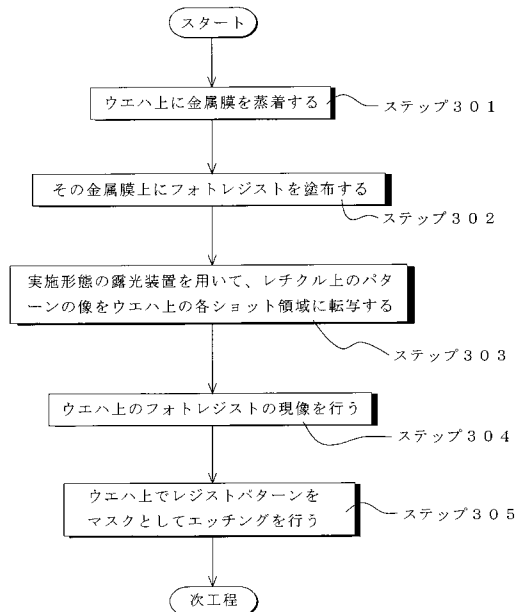 スタート
ウエハ上に金属膜を蒸着する
ステップ３０１
その金属膜上にフォトレジストを塗布する
ステップ３０２
実施形態の露光装置を用いて、レチクル上のパタ
ーンの像をウエハ上の各ショット領域に転写する
ステップ３０３
ウエハ上のフォトレジストの現像を行う
ステップ３０４
ウエハ上でレジストパターンを
マスクとしてエッチングを行う
ステップ３０５
次工程